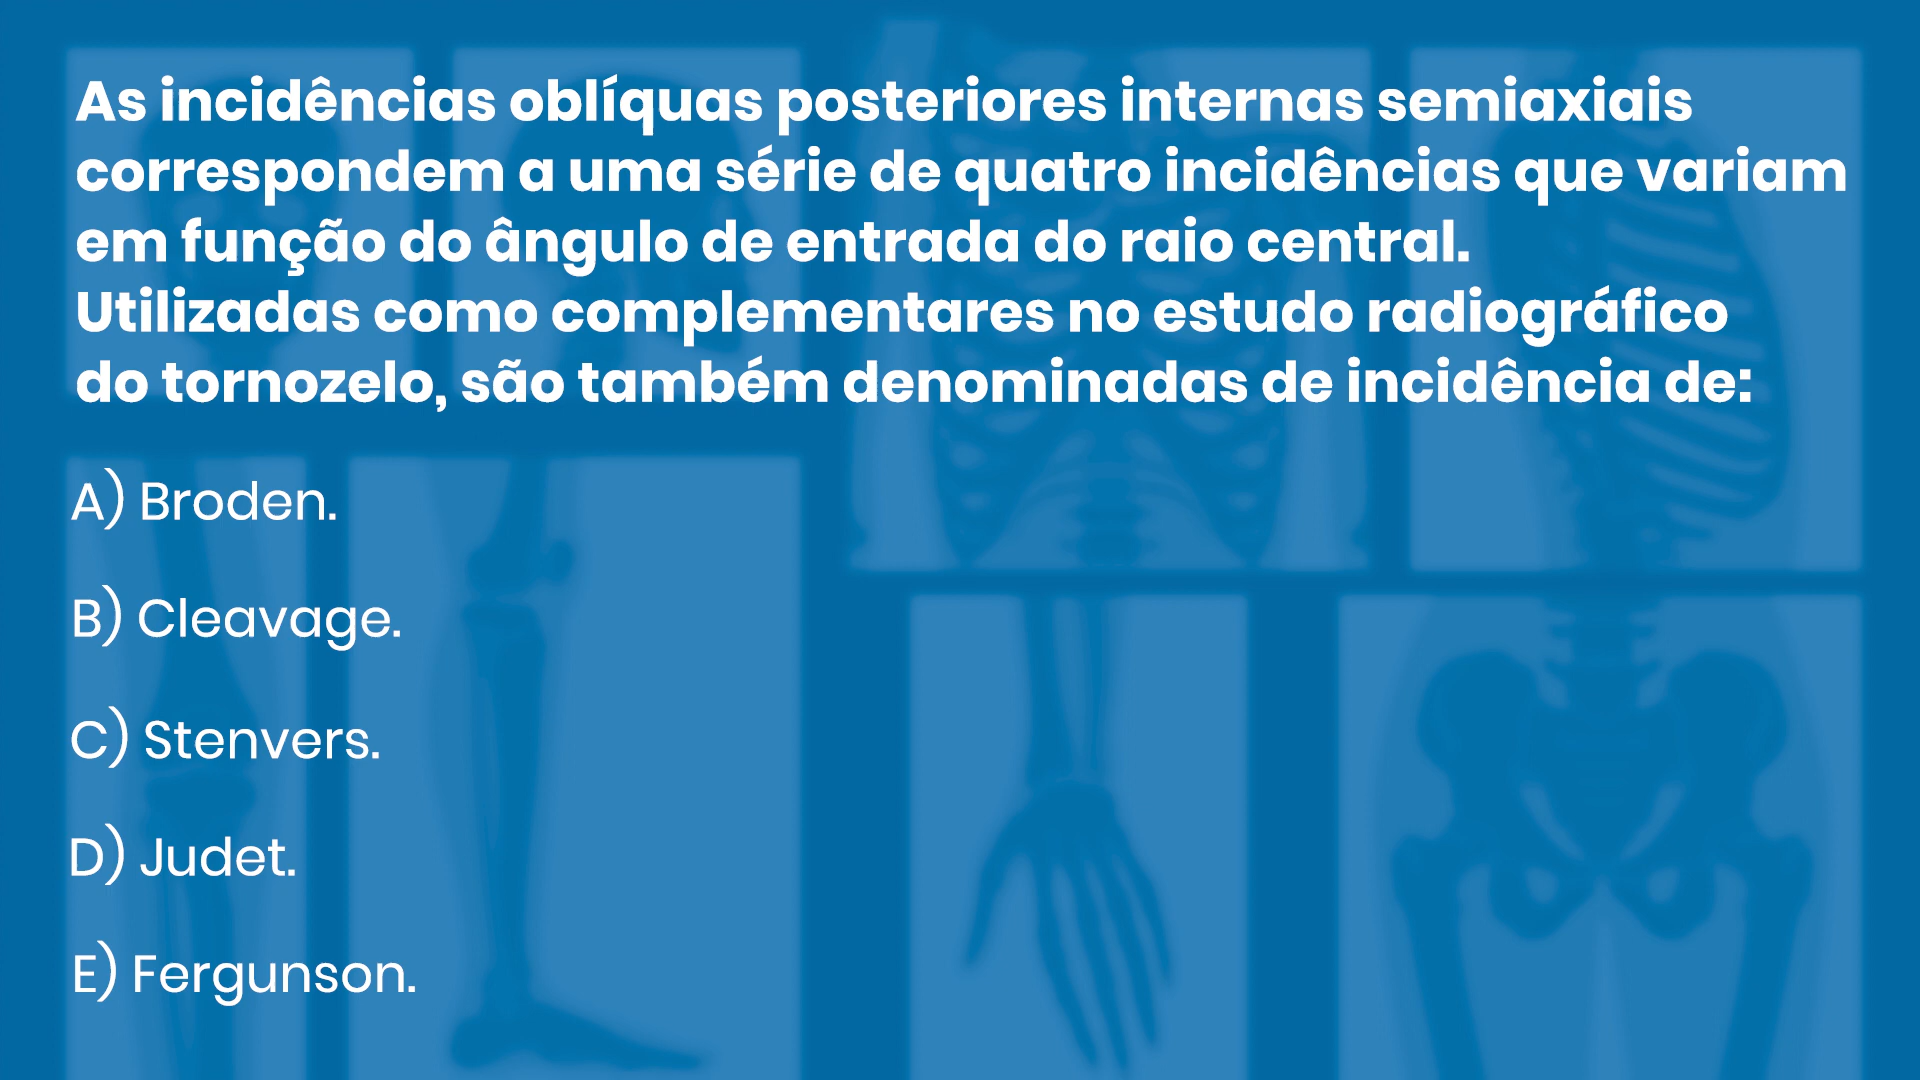 As incidências oblíquas posteriores internas semiaxiais
correspondem a uma série de quatro incidências que variam
em função do ângulo de entrada do raio central.
Utilizadas como complementares no estudo radiográfico
do tornozelo, são também denominadas de incidência de:
A) Broden.
B) Cleavage.
C) Stenvers.
D) Judet.
E) Fergunson.